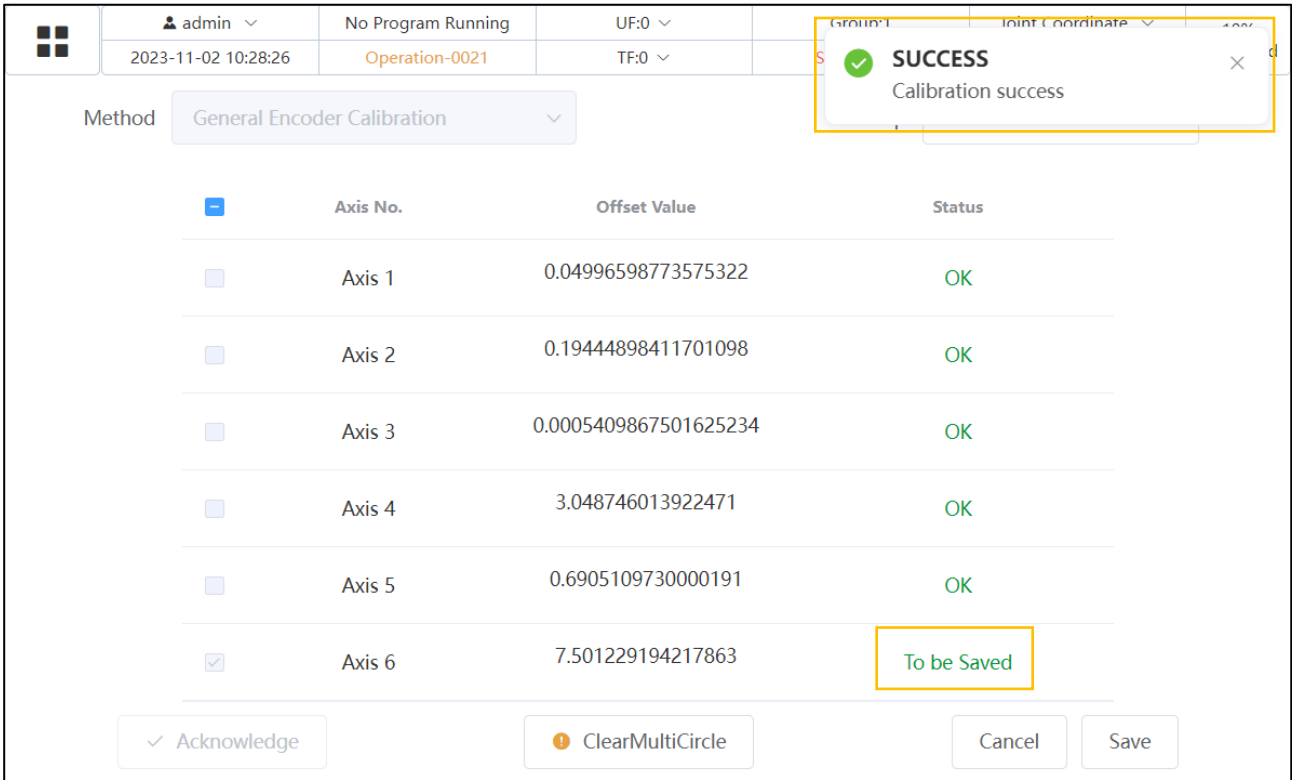 admin No Program Running UF:0 Group:1 Joint Coordinate
2023-11-02 10:28:26 Operation-0021 TF:0
SUCCESS
Calibration success
Method General Encoder Calibration
Axis No. Offset Value Status
Axis 1 0.04996598773575322 OK
Axis 2 0.19444898411701098 OK
Axis 3 0.0005409867501625234 OK
Axis 4 3.048746013922471 OK
Axis 5 0.6905109730000191 OK
Axis 6 7.501229194217863 To be Saved
Acknowledge ClearMultiCircle Cancel Save